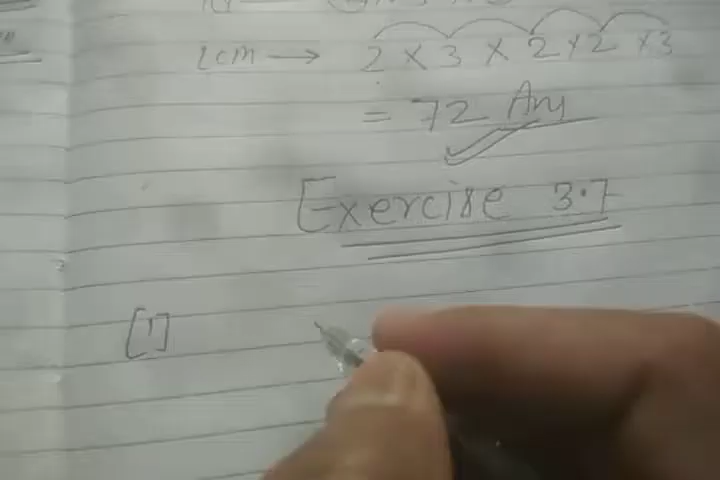 LCM → 2 × 3 × 2 × 2 × 3
= 72 Ans
Exercise 3.7
[1]